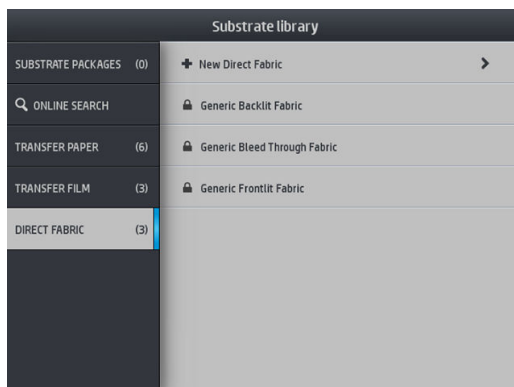 Substrate library
SUBSTRATE PACKAGES (0)
ONLINE SEARCH
TRANSFER PAPER (6)
TRANSFER FILM (3)
DIRECT FABRIC (3)
New Direct Fabric
Generic Backlit Fabric
Generic Bleed Through Fabric
Generic Frontlit Fabric